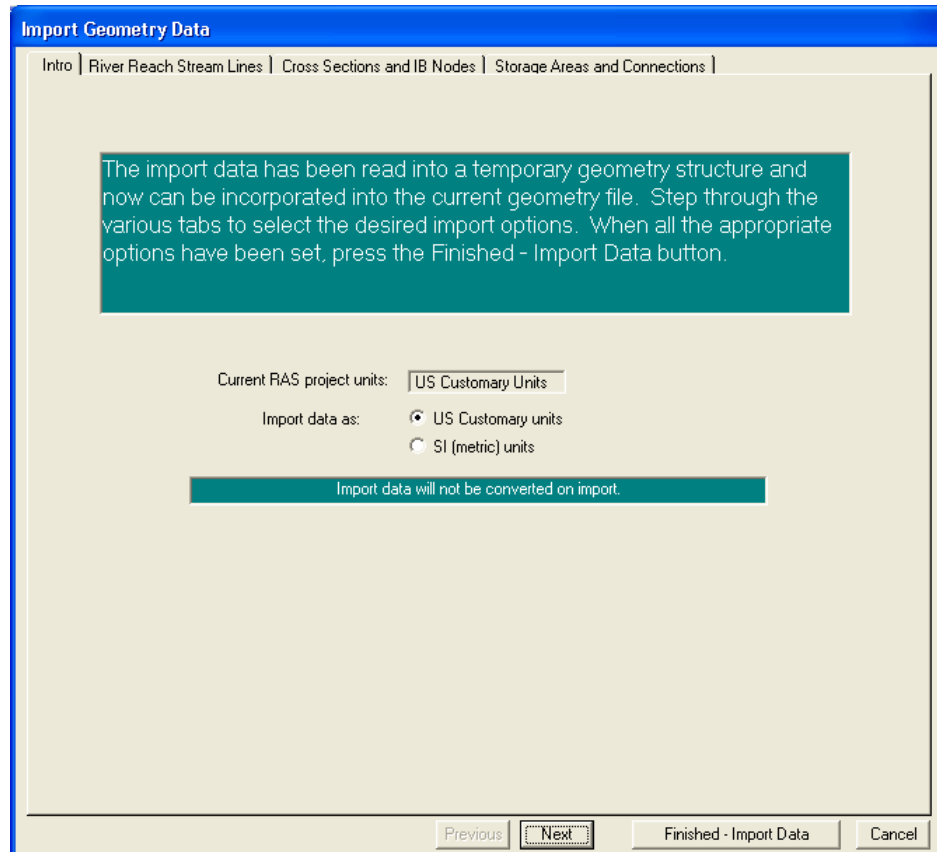 Import Geometry Data
Intro River Reach Stream Lines Cross Sections and IB Nodes Storage Areas and Connections
The import data has been read into a temporary geometry structure and
now can be incorporated into the current geometry file. Step through the
various tabs to select the desired import options. When all the appropriate
options have been set, press the Finished - Import Data button.
Current RAS project units: US Customary Units
Import data as: US Customary units
SI (metric) units
Import data will not be converted on import.
Previous Next Finished - Import Data Cancel